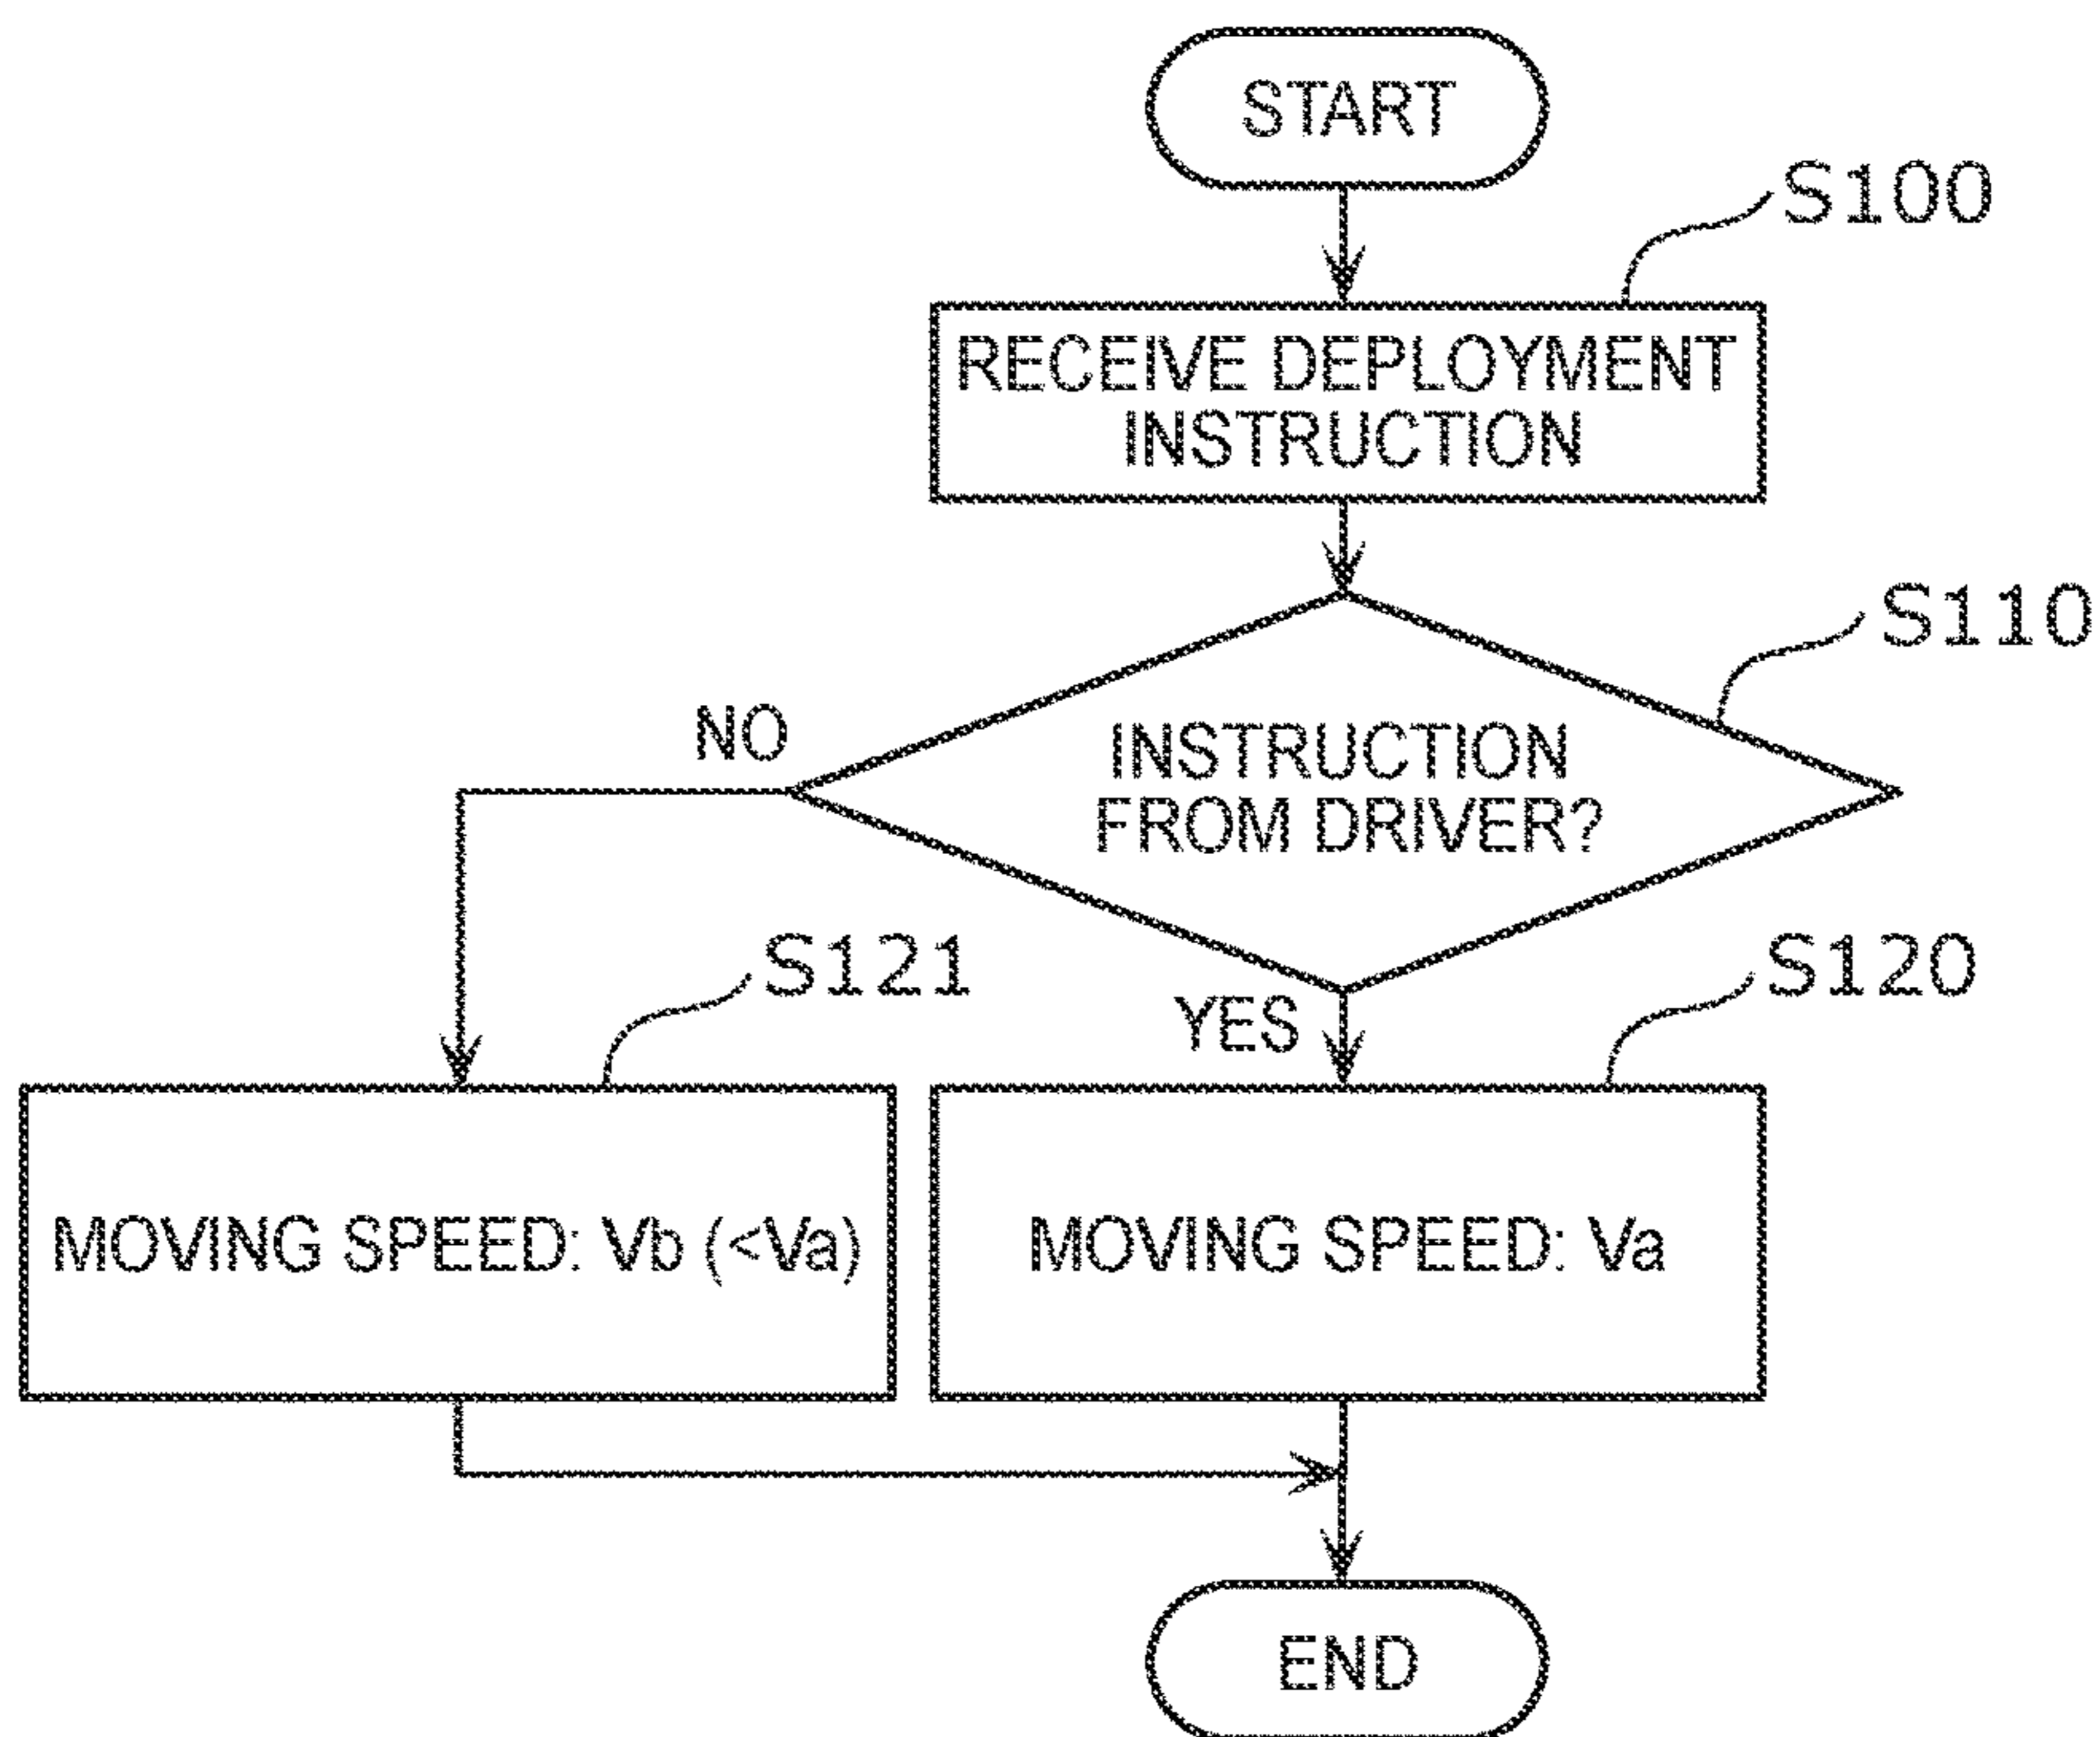 START
S100
RECEIVE DEPLOYMENT
INSTRUCTION
S110
NO
INSTRUCTION
FROM DRIVER?
S121
YES
S120
MOVING SPEED: Vb (<Va)
MOVING SPEED: Va
END